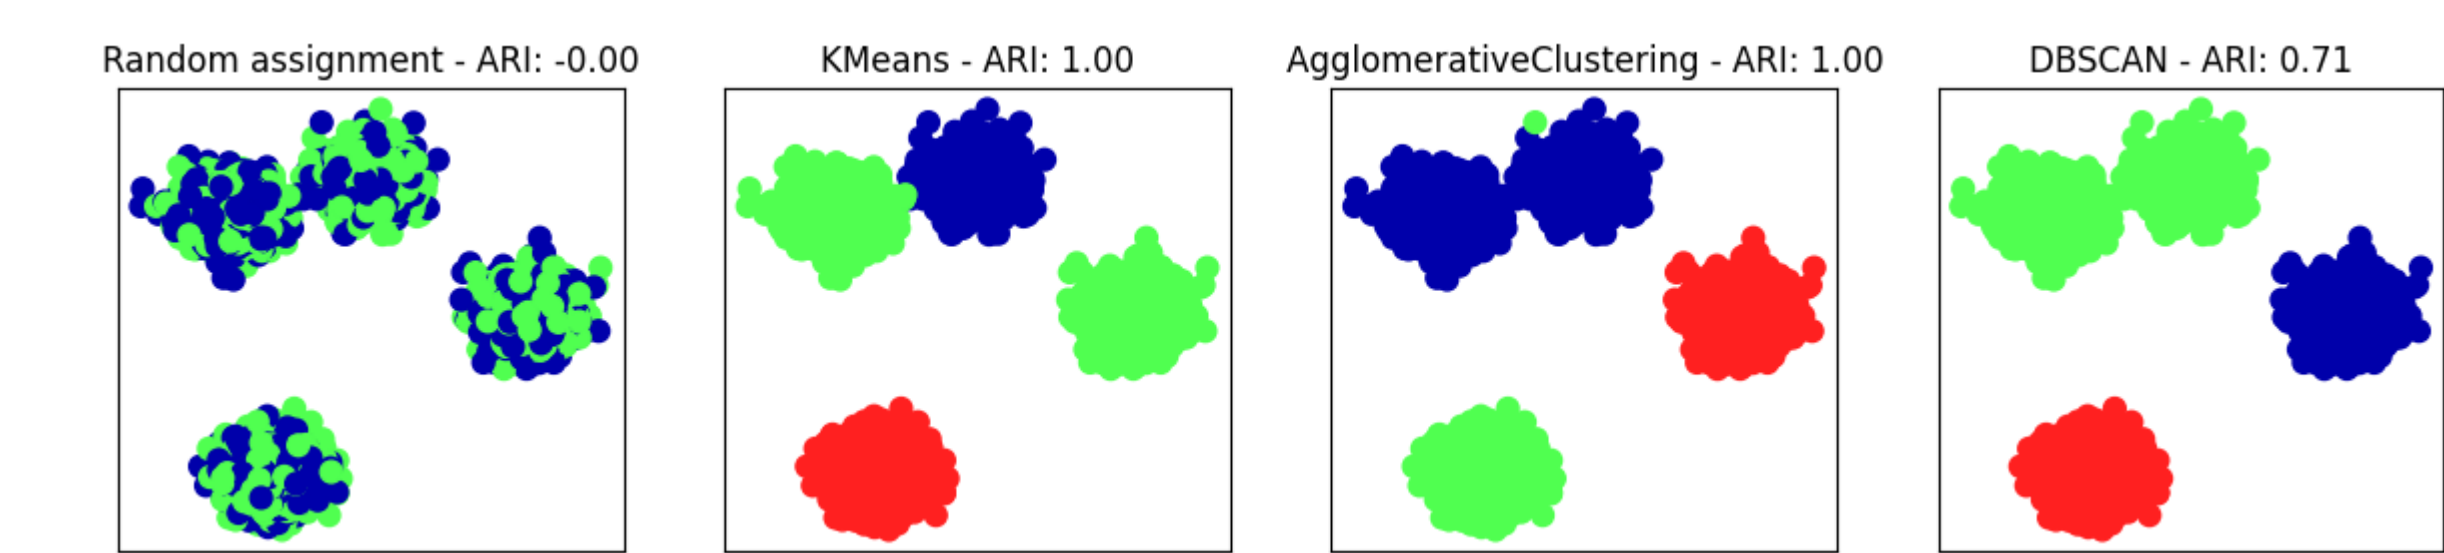 Random assignment - ARI: -0.00
KMeans - ARI: 1.00
AgglomerativeClustering - ARI: 1.00
DBSCAN - ARI: 0.71